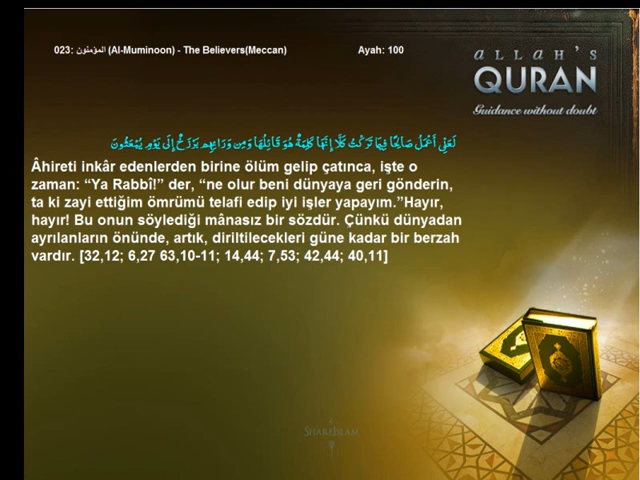 023: المؤمنون (Al-Muminoon) - The Believers(Meccan) Ayah: 100
ALLAH'S
QURAN
Guidance without doubt
لَعَلِّي أَعْمَلُ صَالِحًا فِيمَا تَرَكْتُ كَلَّا إِنَّهَا كَلِمَةٌ هُوَ قَائِلُهَا وَمِن وَرَائِهِم بَرْزَخٌ إِلَى يَوْمِ يُبْعَثُونَ
Âhireti inkâr edenlerden birine ölüm gelip çatınca, işte o
zaman: “Ya Rabbî!” der, “ne olur beni dünyaya geri gönderin,
ta ki zayi ettiğim ömrümü telafi edip iyi işler yapayım.”Hayır,
hayır! Bu onun söylediği mânasız bir sözdür. Çünkü dünyadan
ayrılanların önünde, artık, diriltilecekleri güne kadar bir berzah
vardır. [32,12; 6,27 63,10-11; 14,44; 7,53; 42,44; 40,11]
SHAREISLAM